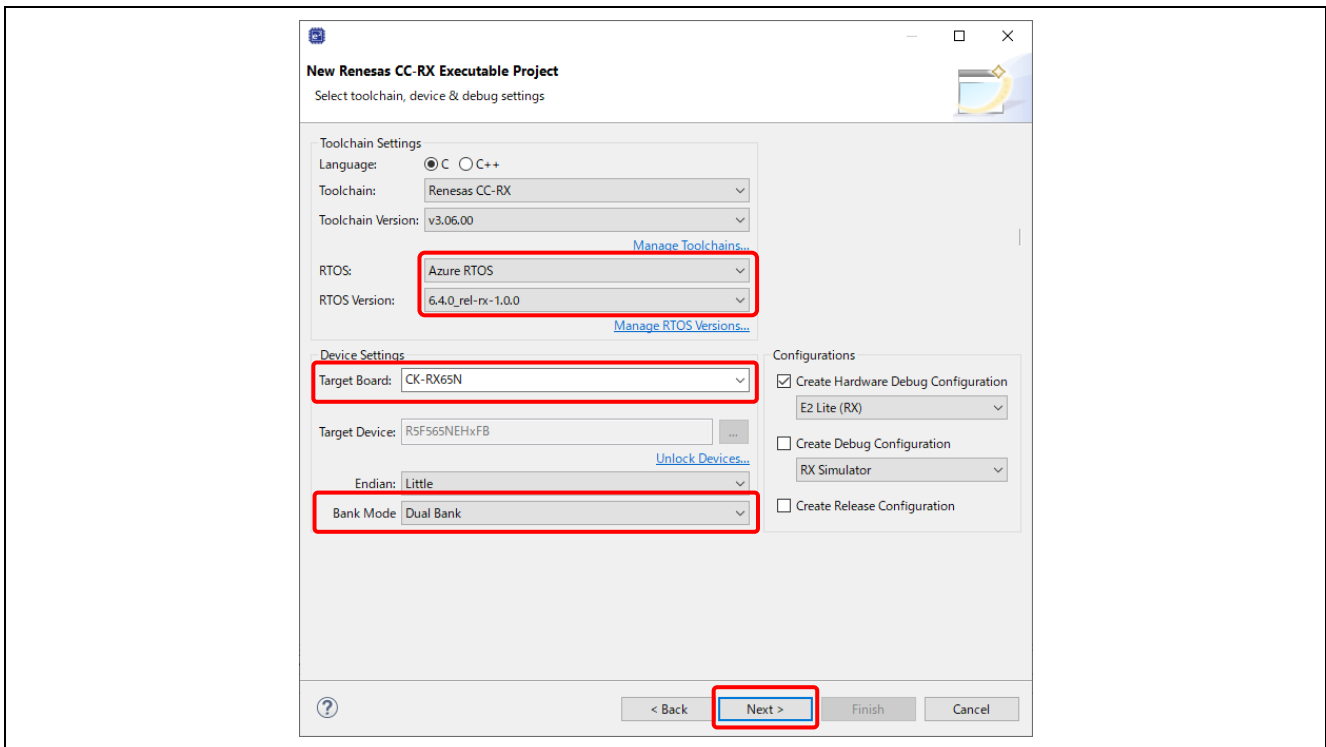 New Renesas CC-RX Executable Project
Select toolchain, device & debug settings
Toolchain Settings
Language: C C++
Toolchain: Renesas CC-RX
Toolchain Version: v3.06.00
Manage Toolchains...
RTOS: Azure RTOS
RTOS Version: 6.4.0_rel-rx-1.0.0
Manage RTOS Versions...
Device Settings
Target Board: CK-RX65N
Target Device: R5F565NEHxFB ...
Unlock Devices...
Endian: Little
Bank Mode Dual Bank
Configurations
Create Hardware Debug Configuration
E2 Lite (RX)
Create Debug Configuration
RX Simulator
Create Release Configuration
? < Back Next > Finish Cancel